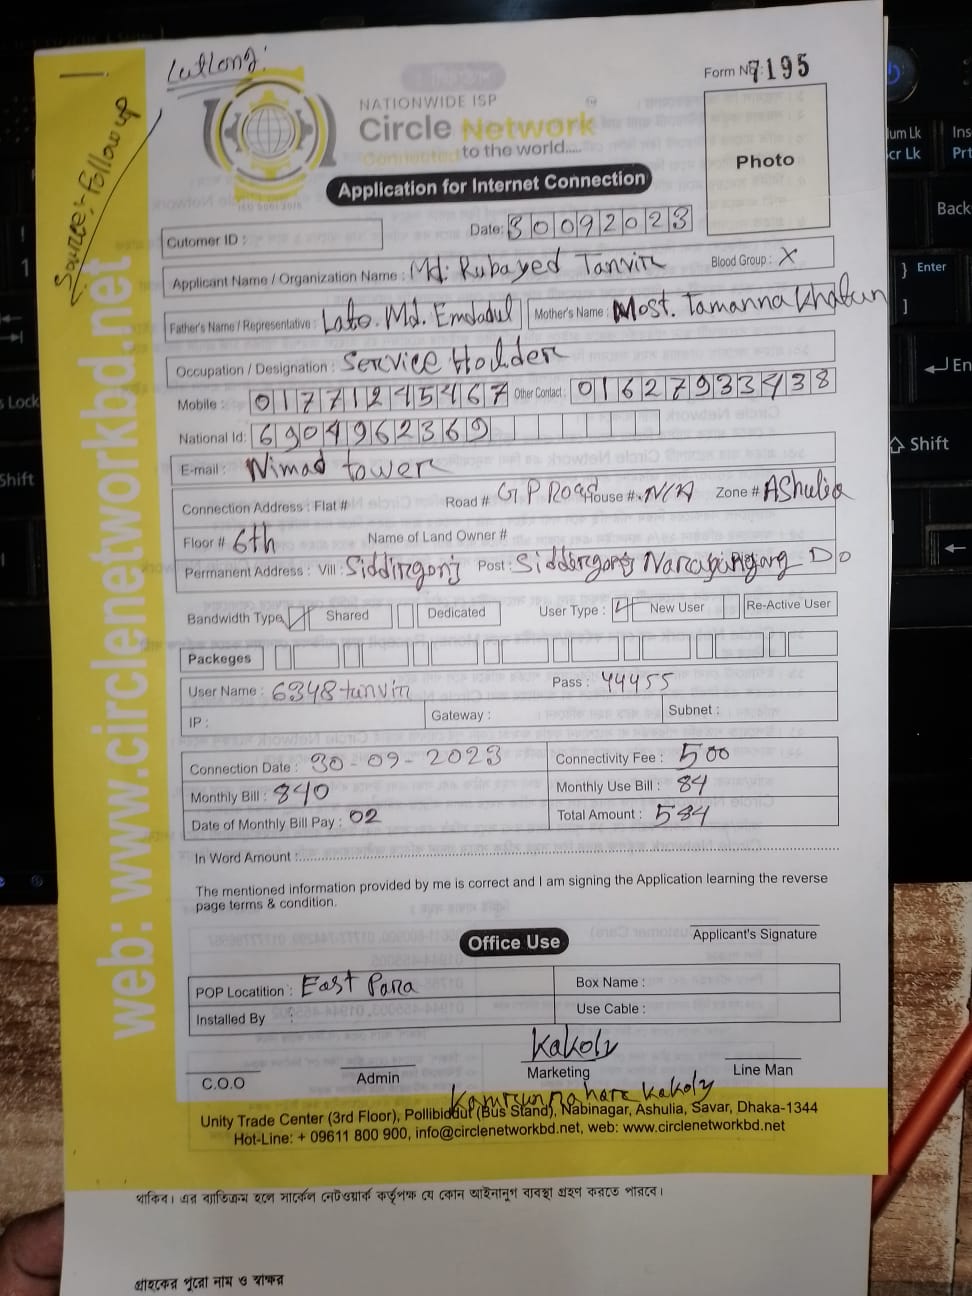 Latlong:
Source:- Follow up
Form No: 7195
NATIONWIDE ISP
Circle Network
Connected to the world.....
ISO 9001:2015
Photo
Application for Internet Connection
Cutomer ID :
Date: 30092023
Applicant Name / Organization Name : Md: Rubayed Tanvir Blood Group : X
Father's Name / Representative : Late. Md. Emdadul Mother's Name : Most. Tamanna Khatun
Occupation / Designation : Service Houlder
Mobile : 01771245467 Other Contact : 01627933438
National Id: 6904962369
E-mail : Nimad tower
Connection Address : Flat # Road # G P Road House # N/A Zone # AShulia
Floor # 6th Name of Land Owner #
Permanent Address : Vill : Siddirgonj Post : Siddirgonj
Bandwidth Type Shared Dedicated User Type : New User Re-Active User
Packeges
User Name : 6348tanvir Pass : 44455
IP : Gateway : Subnet :
Connection Date : 30-09-2023 Connectivity Fee : 500
Monthly Bill : 840 Monthly Use Bill : 84
Date of Monthly Bill Pay : 02 Total Amount : 584
In Word Amount :
The mentioned information provided by me is correct and I am signing the Application learning the reverse
page terms & condition.
Applicant's Signature
Office Use
POP Locatition : East Para Box Name :
Installed By : Use Cable :
Kakoly
C.O.O Admin Marketing Line Man
Kamrunnahar kakoly
Unity Trade Center (3rd Floor), Pollibiddut (Bus Stand), Nabinagar, Ashulia, Savar, Dhaka-1344
Hot-Line: + 09611 800 900, info@circlenetworkbd.net, web: www.circlenetworkbd.net
web: www.circlenetworkbd.net
থাকিব। এর ব্যতিক্রম হলে সার্কেল নেটওয়ার্ক কর্তৃপক্ষ যে কোন আইনানুগ ব্যবস্থা গ্রহণ করতে পারবে।
গ্রাহকের পুরো নাম ও স্বাক্ষর